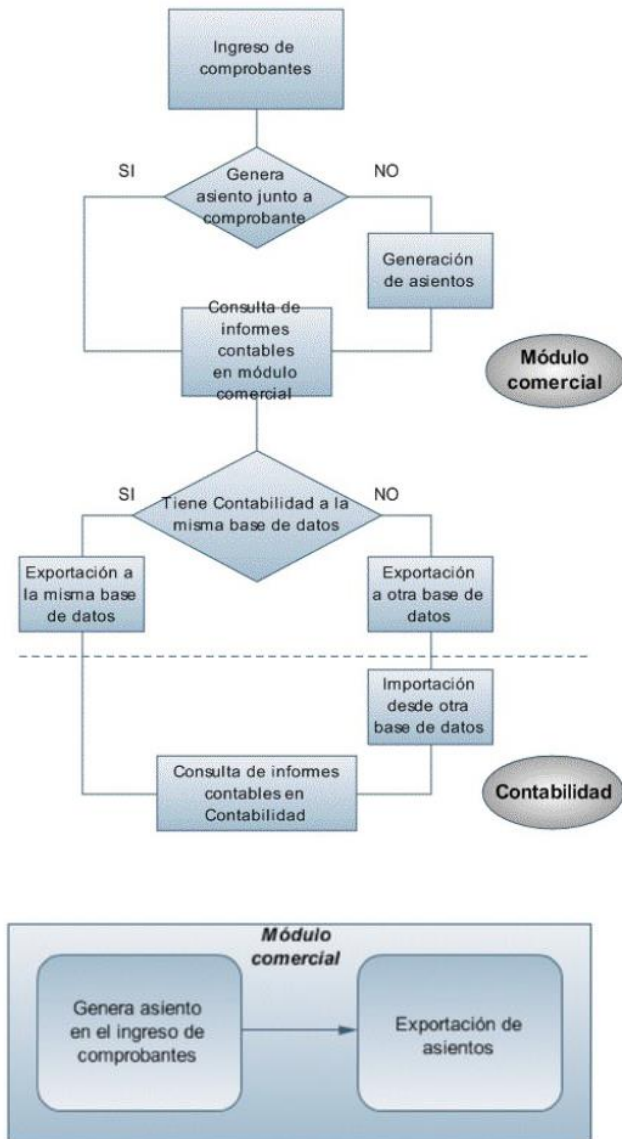 Ingreso de
comprobantes
SI
Genera
asiento junto a
comprobante
NO
Generación
de asientos
Consulta de
informes
contables
en módulo
comercial
Módulo
comercial
SI
Tiene Contabilidad a la
misma base de datos
NO
Exportación a
la misma base
de datos
Exportación
a otra base de
datos
Importación
desde otra
base de datos
Consulta de informes
contables en
Contabilidad
Contabilidad
Módulo
comercial
Genera asiento
en el ingreso de
comprobantes
Exportación de
asientos